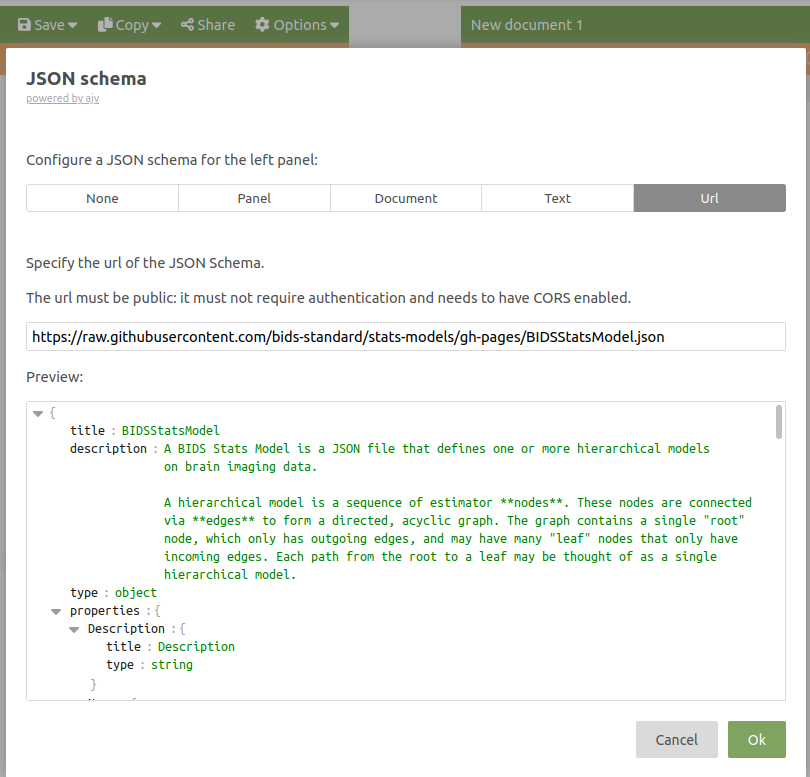 Save Copy Share Options New document 1
JSON schema
powered by ajv
Configure a JSON schema for the left panel:
None Panel Document Text Url
Specify the url of the JSON Schema.
The url must be public: it must not require authentication and needs to have CORS enabled.
https://raw.githubusercontent.com/bids-standard/stats-models/gh-pages/BIDSStatsModel.json
Preview:
{
title : BIDSStatsModel
description : A BIDS Stats Model is a JSON file that defines one or more hierarchical models
on brain imaging data.
A hierarchical model is a sequence of estimator **nodes**. These nodes are connected
via **edges** to form a directed, acyclic graph. The graph contains a single "root"
node, which only has outgoing edges, and may have many "leaf" nodes that only have
incoming edges. Each path from the root to a leaf may be thought of as a single
hierarchical model.
type : object
properties : {
Description : {
title : Description
type : string
}
Cancel Ok